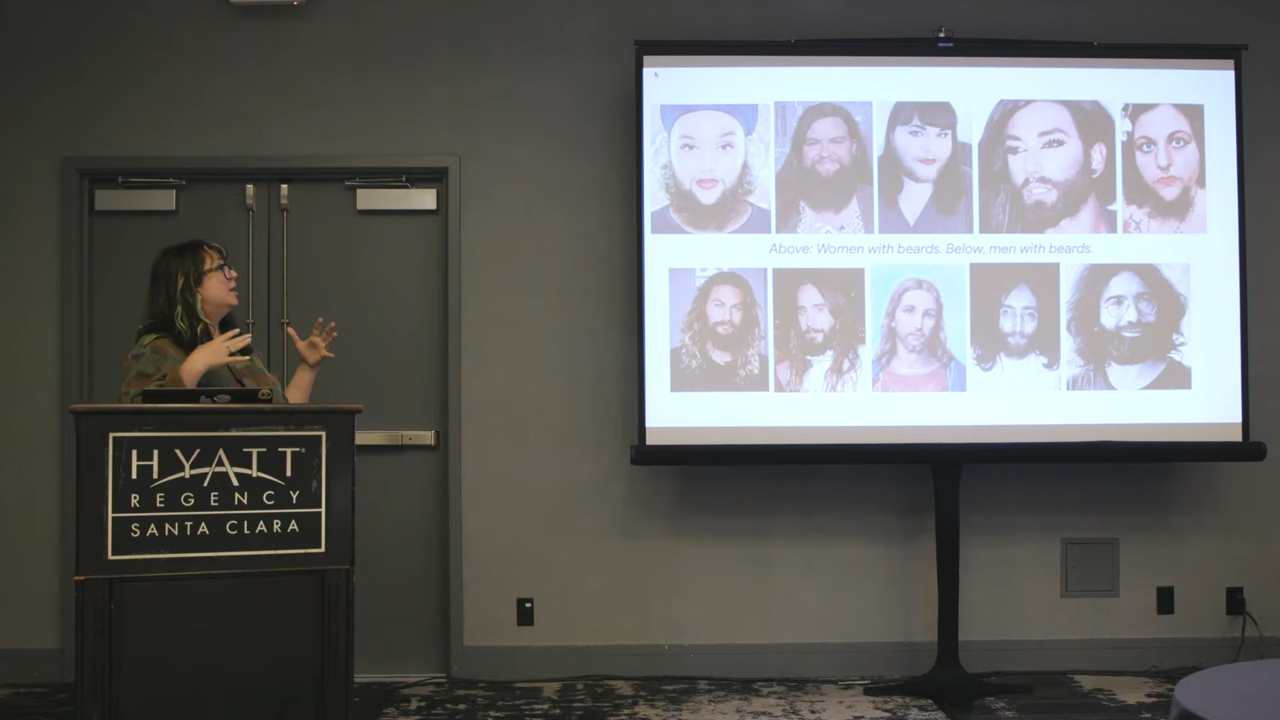 Above: Women with beards. Below, men with beards.
HYATT
REGENCY
SANTA CLARA